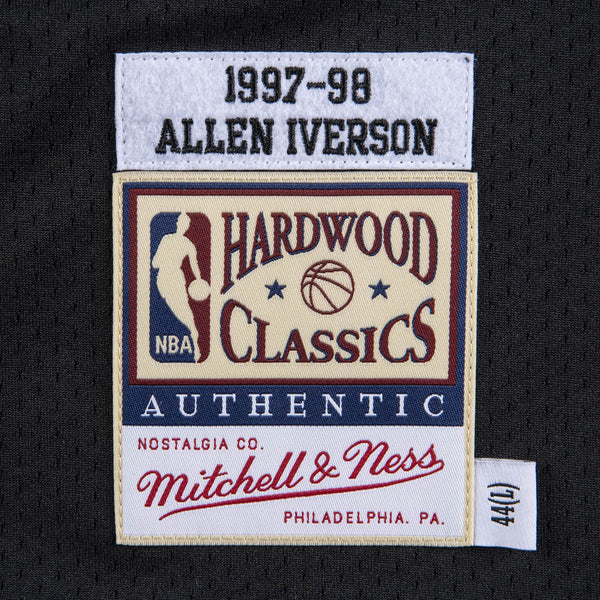 1997-98
ALLEN IVERSON
NBA
HARDWOOD
CLASSICS
AUTHENTIC
NOSTALGIA CO.
Mitchell & Ness
PHILADELPHIA. PA.
44(L)